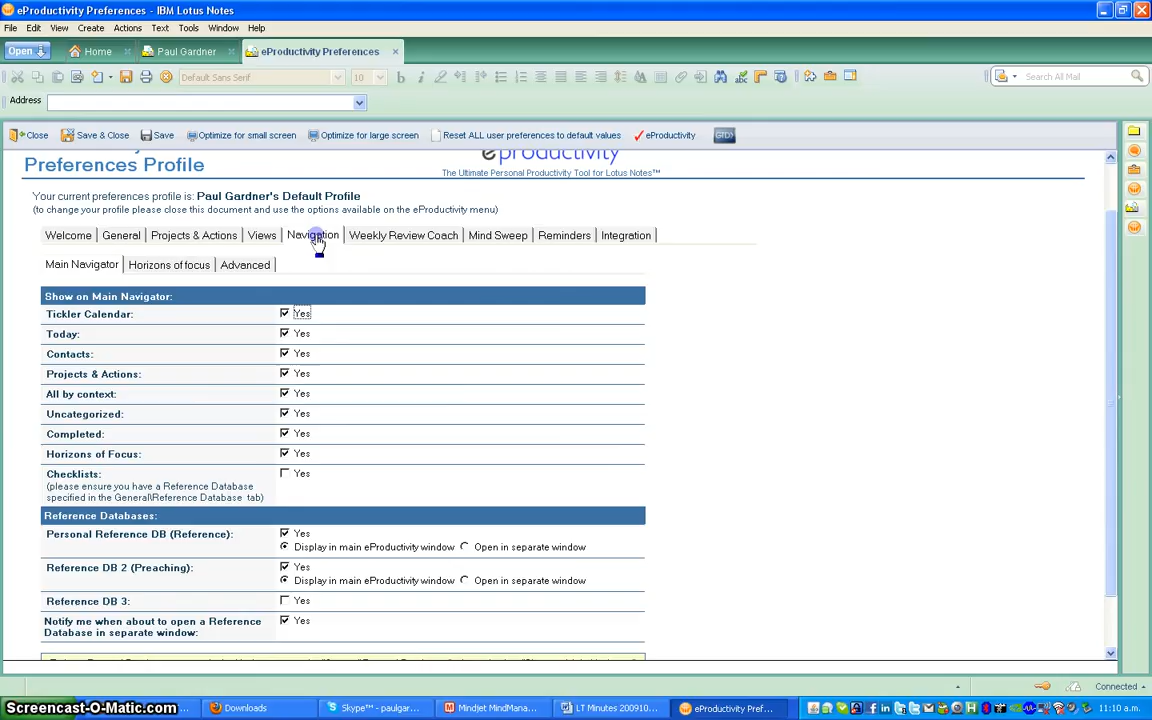 eProductivity Preferences - IBM Lotus Notes
File Edit View Create Actions Text Tools Window Help
Open Home Paul Gardner eProductivity Preferences
Default Sans Serif 10 Search All Mail
Address
Close Save & Close Save Optimize for small screen Optimize for large screen Reset ALL user preferences to default values eProductivity GTD
Preferences Profile eproductivity
The Ultimate Personal Productivity Tool for Lotus Notes™
Your current preferences profile is: Paul Gardner's Default Profile
(to change your profile please close this document and use the options available on the eProductivity menu)
Welcome General Projects & Actions Views Navigation Weekly Review Coach Mind Sweep Reminders Integration
Main Navigator Horizons of focus Advanced
Show on Main Navigator:
Tickler Calendar: Yes
Today: Yes
Contacts: Yes
Projects & Actions: Yes
All by context: Yes
Uncategorized: Yes
Completed: Yes
Horizons of Focus: Yes
Checklists: Yes
(please ensure you have a Reference Database
specified in the General\Reference Database tab)
Reference Databases:
Personal Reference DB (Reference): Yes
Display in main eProductivity window Open in separate window
Reference DB 2 (Preaching): Yes
Display in main eProductivity window Open in separate window
Reference DB 3: Yes
Notify me when about to open a Reference Yes
Database in separate window:
Connected
Screencast-O-Matic.com Downloads Skype™ - paulgar... Mindjet MindMana... LT Minutes 200910... eProductivity Pref... 11:10 a.m.